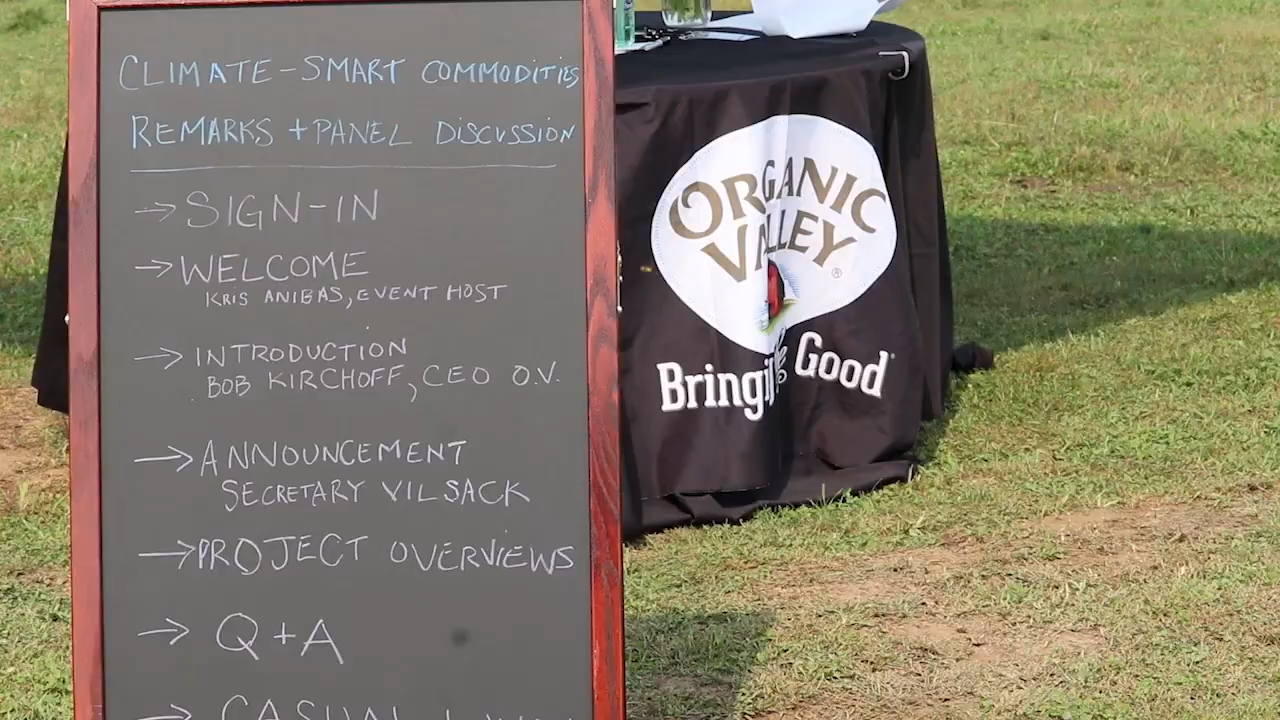 CLIMATE-SMART COMMODITIES
REMARKS + PANEL DISCUSSION
→ SIGN-IN
→ WELCOME
KRIS ANIBAS, EVENT HOST
→ INTRODUCTION
BOB KIRCHOFF, CEO O.V.
→ ANNOUNCEMENT
SECRETARY VILSACK
→ PROJECT OVERVIEWS
→ Q + A
→ CASUAL
ORGANIC
VALLEY
®
Good